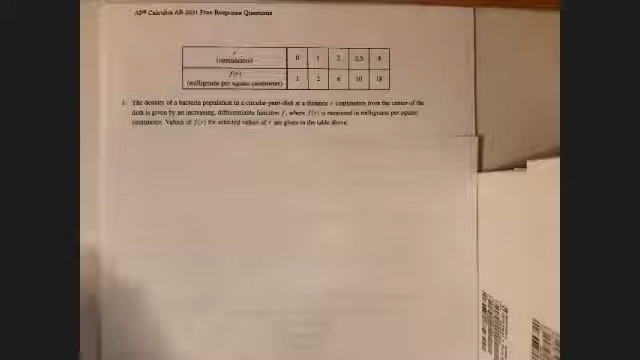 AP® Calculus AB 2021 Free-Response Questions
r (centimeters) 0 1 2 2.5 4
f(r) (milligrams per square centimeter) 1 2 6 10 18
1. The density of a bacteria population in a circular petri dish at a distance r centimeters from the center of the
dish is given by an increasing, differentiable function f, where f(r) is measured in milligrams per square
centimeter. Values of f(r) for selected values of r are given in the table above.